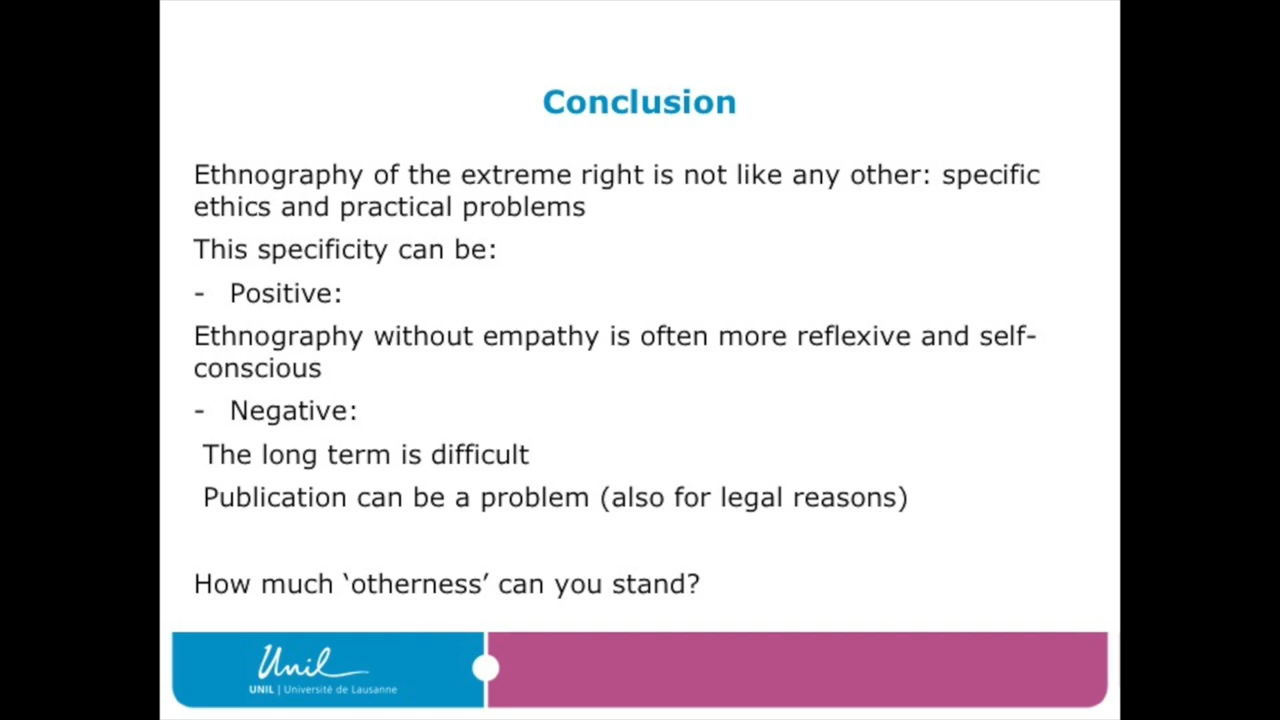 Conclusion
Ethnography of the extreme right is not like any other: specific
ethics and practical problems
This specificity can be:
- Positive:
Ethnography without empathy is often more reflexive and self-
conscious
- Negative:
The long term is difficult
Publication can be a problem (also for legal reasons)
How much ‘otherness’ can you stand?
Unil
UNIL | Université de Lausanne